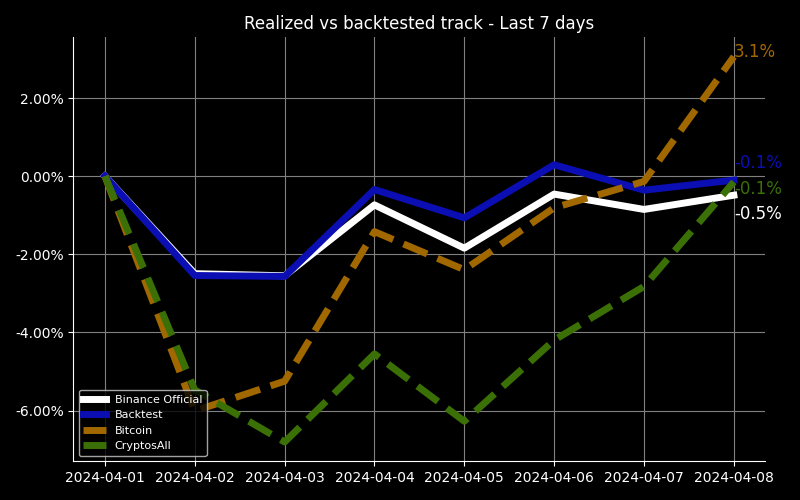 Realized vs backtested track - Last 7 days
3.1%
2.00%
0.00%
-0.1%
-0.1%
-0.5%
-2.00%
-4.00%
-6.00%
Binance Official
Backtest
Bitcoin
CryptosAll
2024-04-01 2024-04-02 2024-04-03 2024-04-04 2024-04-05 2024-04-06 2024-04-07 2024-04-08